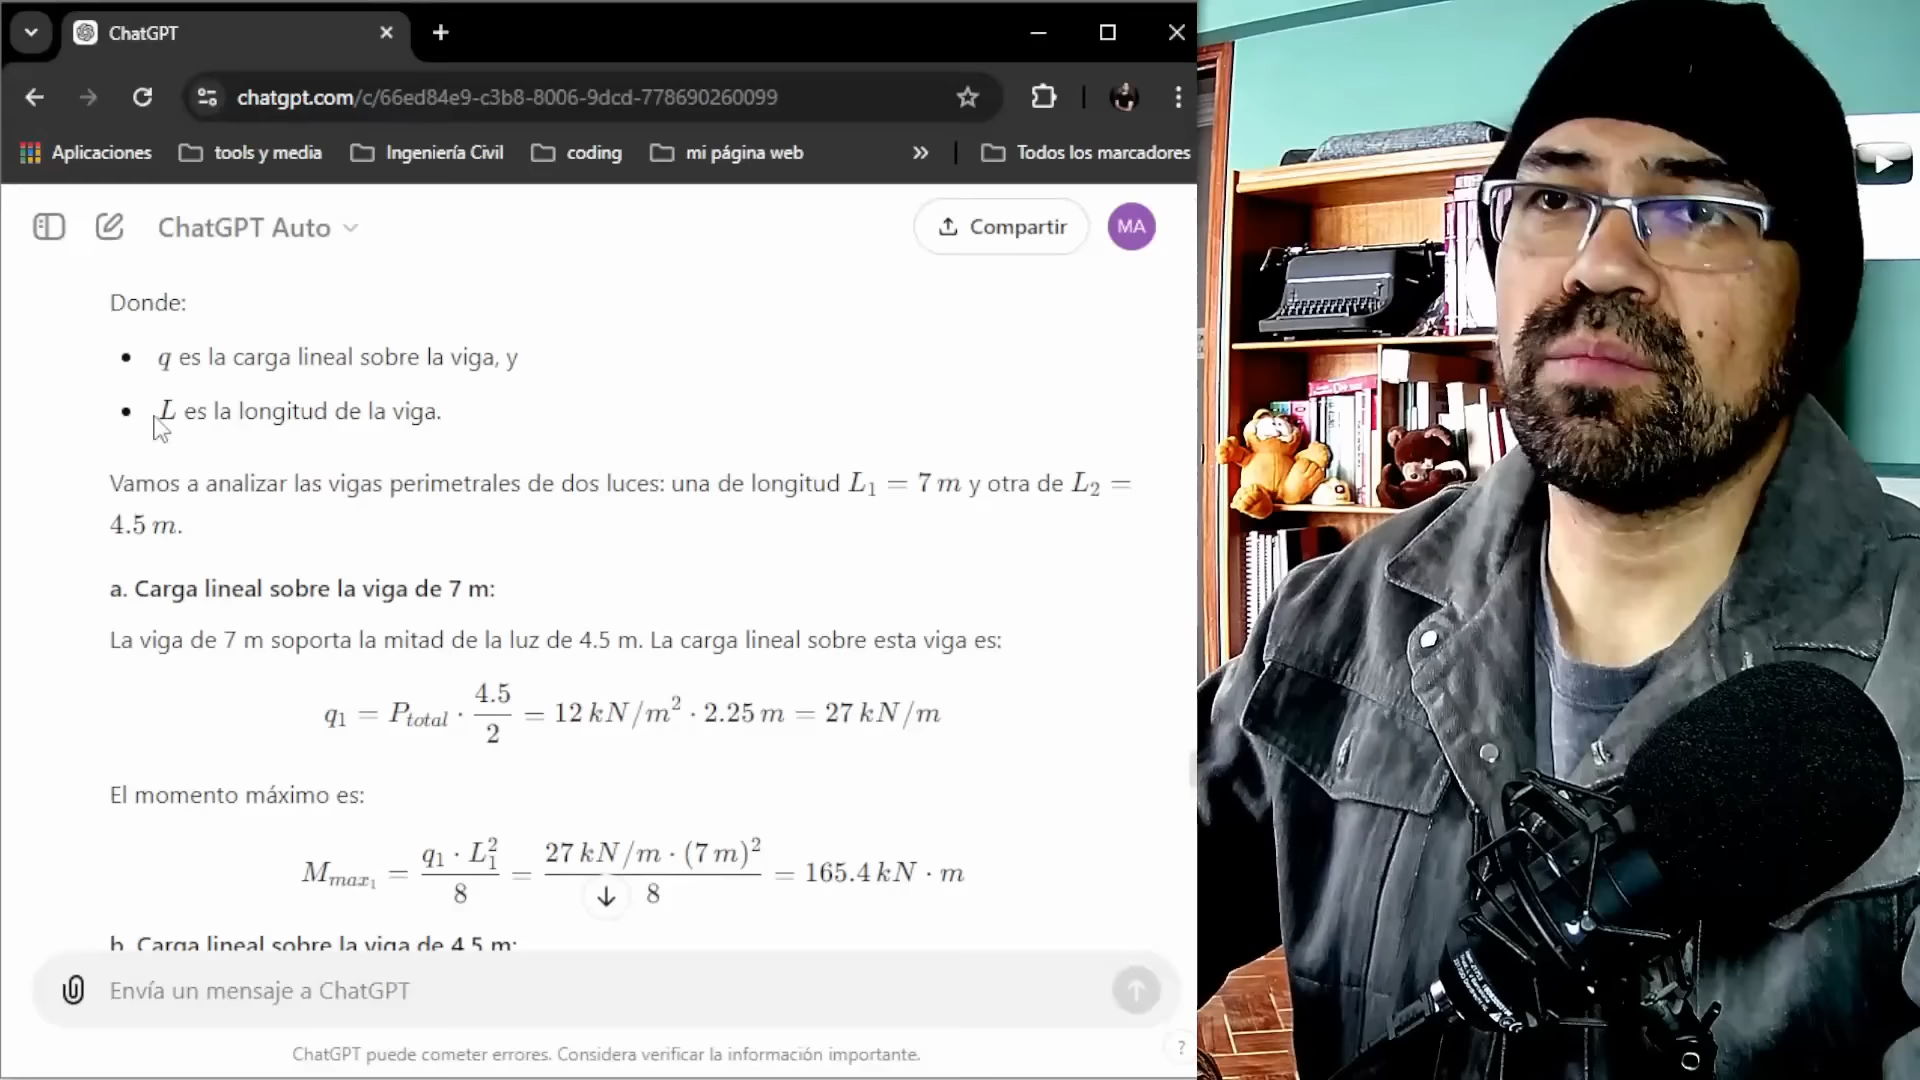 ChatGPT
chatgpt.com/c/66ed84e9-c3b8-8006-9dcd-778690260099
Aplicaciones tools y media Ingeniería Civil coding mi página web » Todos los marcadores
ChatGPT Auto Compartir MA
Donde:
• q es la carga lineal sobre la viga, y
• L es la longitud de la viga.
Vamos a analizar las vigas perimetrales de dos luces: una de longitud L₁ = 7 m y otra de L₂ =
4.5 m.
a. Carga lineal sobre la viga de 7 m:
La viga de 7 m soporta la mitad de la luz de 4.5 m. La carga lineal sobre esta viga es:
q₁ = P_total · 4.5/2 = 12 kN/m² · 2.25 m = 27 kN/m
El momento máximo es:
M_max₁ = q₁ · L₁²/8 = 27 kN/m · (7 m)²/8 = 165.4 kN · m
b. Carga lineal sobre la viga de 4.5 m:
Envía un mensaje a ChatGPT
ChatGPT puede cometer errores. Considera verificar la información importante.
?